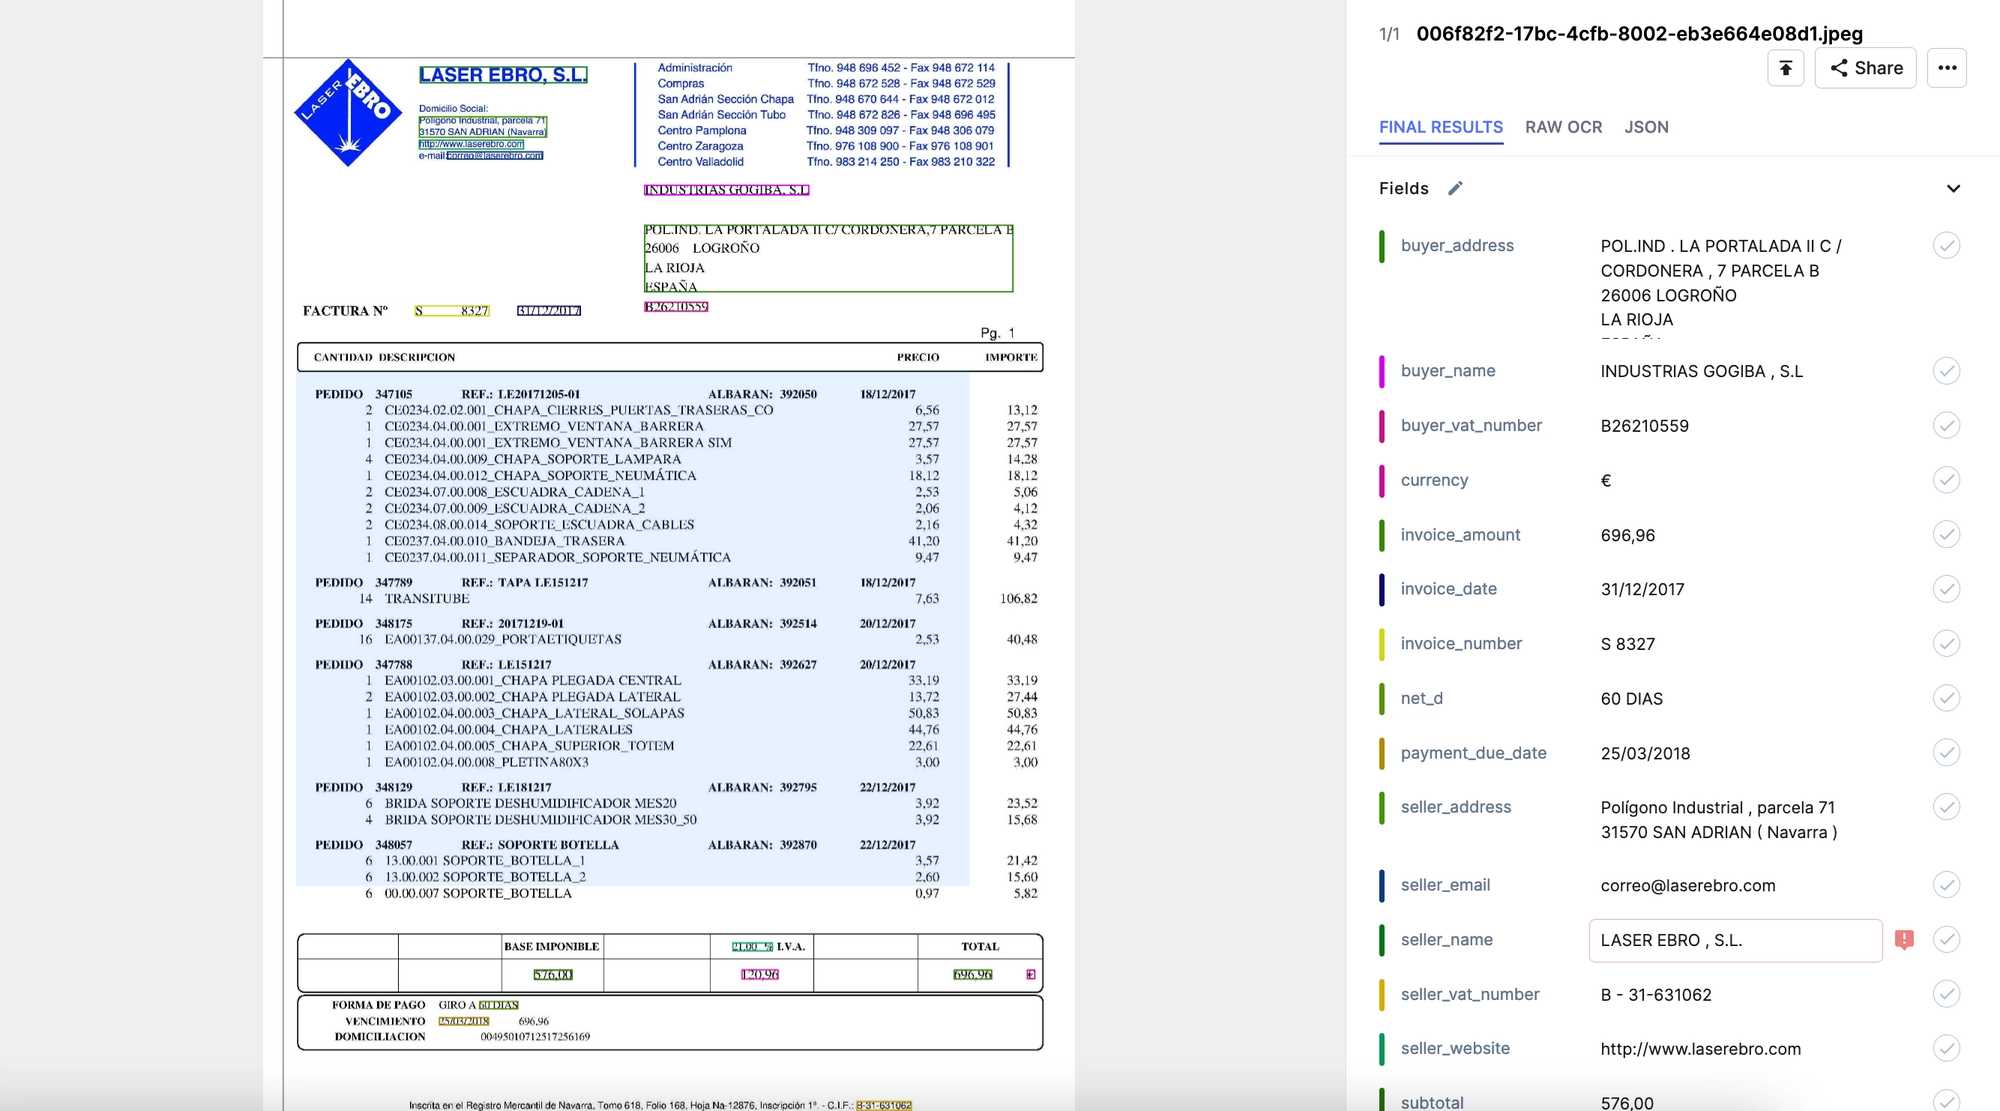 LASER EBRO
LASER EBRO, S.L.
Domicilio Social:
Polígono Industrial, parcela 71
31570 SAN ADRIAN (Navarra)
http://www.laserebro.com
e-mail:correo@laserebro.com
Administración Tfno. 948 696 452 - Fax 948 672 114
Compras Tfno. 948 672 528 - Fax 948 672 529
San Adrián Sección Chapa Tfno. 948 670 644 - Fax 948 672 012
San Adrián Sección Tubo Tfno. 948 672 826 - Fax 948 696 495
Centro Pamplona Tfno. 948 309 097 - Fax 948 306 079
Centro Zaragoza Tfno. 976 108 900 - Fax 976 108 901
Centro Valladolid Tfno. 983 214 250 - Fax 983 210 322
INDUSTRIAS GOGIBA, S.L
POL.IND. LA PORTALADA II C/ CORDONERA,7 PARCELA B
26006 LOGROÑO
LA RIOJA
ESPAÑA
B26210559
FACTURA Nº S 8327 31/12/2017
Pg. 1
CANTIDAD DESCRIPCION PRECIO IMPORTE
PEDIDO 347105 REF.: LE20171205-01 ALBARAN: 392050 18/12/2017
2 CE0234.02.02.001_CHAPA_CIERRES_PUERTAS_TRASERAS_CO 6,56 13,12
1 CE0234.04.00.001_EXTREMO_VENTANA_BARRERA 27,57 27,57
1 CE0234.04.00.001_EXTREMO_VENTANA_BARRERA SIM 27,57 27,57
4 CE0234.04.00.009_CHAPA_SOPORTE_LAMPARA 3,57 14,28
1 CE0234.04.00.012_CHAPA_SOPORTE_NEUMÁTICA 18,12 18,12
2 CE0234.07.00.008_ESCUADRA_CADENA_1 2,53 5,06
2 CE0234.07.00.009_ESCUADRA_CADENA_2 2,06 4,12
2 CE0234.08.00.014_SOPORTE_ESCUADRA_CABLES 2,16 4,32
1 CE0237.04.00.010_BANDEJA_TRASERA 41,20 41,20
1 CE0237.04.00.011_SEPARADOR_SOPORTE_NEUMÁTICA 9,47 9,47
PEDIDO 347789 REF.: TAPA LE151217 ALBARAN: 392051 18/12/2017
14 TRANSITUBE 7,63 106,82
PEDIDO 348175 REF.: 20171219-01 ALBARAN: 392514 20/12/2017
16 EA00137.04.00.029_PORTAETIQUETAS 2,53 40,48
PEDIDO 347788 REF.: LE151217 ALBARAN: 392627 20/12/2017
1 EA00102.03.00.001_CHAPA PLEGADA CENTRAL 33,19 33,19
2 EA00102.03.00.002_CHAPA PLEGADA LATERAL 13,72 27,44
1 EA00102.04.00.003_CHAPA_LATERAL_SOLAPAS 50,83 50,83
1 EA00102.04.00.004_CHAPA_LATERALES 44,76 44,76
1 EA00102.04.00.005_CHAPA_SUPERIOR_TOTEM 22,61 22,61
1 EA00102.04.00.008_PLETINA80X3 3,00 3,00
PEDIDO 348129 REF.: LE181217 ALBARAN: 392795 22/12/2017
6 BRIDA SOPORTE DESHUMIDIFICADOR MES20 3,92 23,52
4 BRIDA SOPORTE DESHUMIDIFICADOR MES30_50 3,92 15,68
PEDIDO 348057 REF.: SOPORTE BOTELLA ALBARAN: 392870 22/12/2017
6 13.00.001 SOPORTE_BOTELLA_1 3,57 21,42
6 13.00.002 SOPORTE_BOTELLA_2 2,60 15,60
6 00.00.007 SOPORTE_BOTELLA 0,97 5,82
BASE IMPONIBLE 21.00 % I.V.A. TOTAL
576,00 120,96 696,96 €
FORMA DE PAGO GIRO A 60 DIAS
VENCIMIENTO 25/03/2018 696,96
DOMICILIACION 00495010712517256169
Inscrita en el Registro Mercantil de Navarra, Tomo 618, Folio 168, Hoja Na-12876, Inscripción 1ª. - C.I.F.: B-31-631062
1/1 006f82f2-17bc-4cfb-8002-eb3e664e08d1.jpeg
Share
FINAL RESULTS RAW OCR JSON
Fields
buyer_address POL.IND . LA PORTALADA II C /
CORDONERA , 7 PARCELA B
26006 LOGROÑO
LA RIOJA
buyer_name INDUSTRIAS GOGIBA , S.L
buyer_vat_number B26210559
currency €
invoice_amount 696,96
invoice_date 31/12/2017
invoice_number S 8327
net_d 60 DIAS
payment_due_date 25/03/2018
seller_address Polígono Industrial , parcela 71
31570 SAN ADRIAN ( Navarra )
seller_email correo@laserebro.com
seller_name LASER EBRO , S.L.
seller_vat_number B - 31-631062
seller_website http://www.laserebro.com
subtotal 576,00